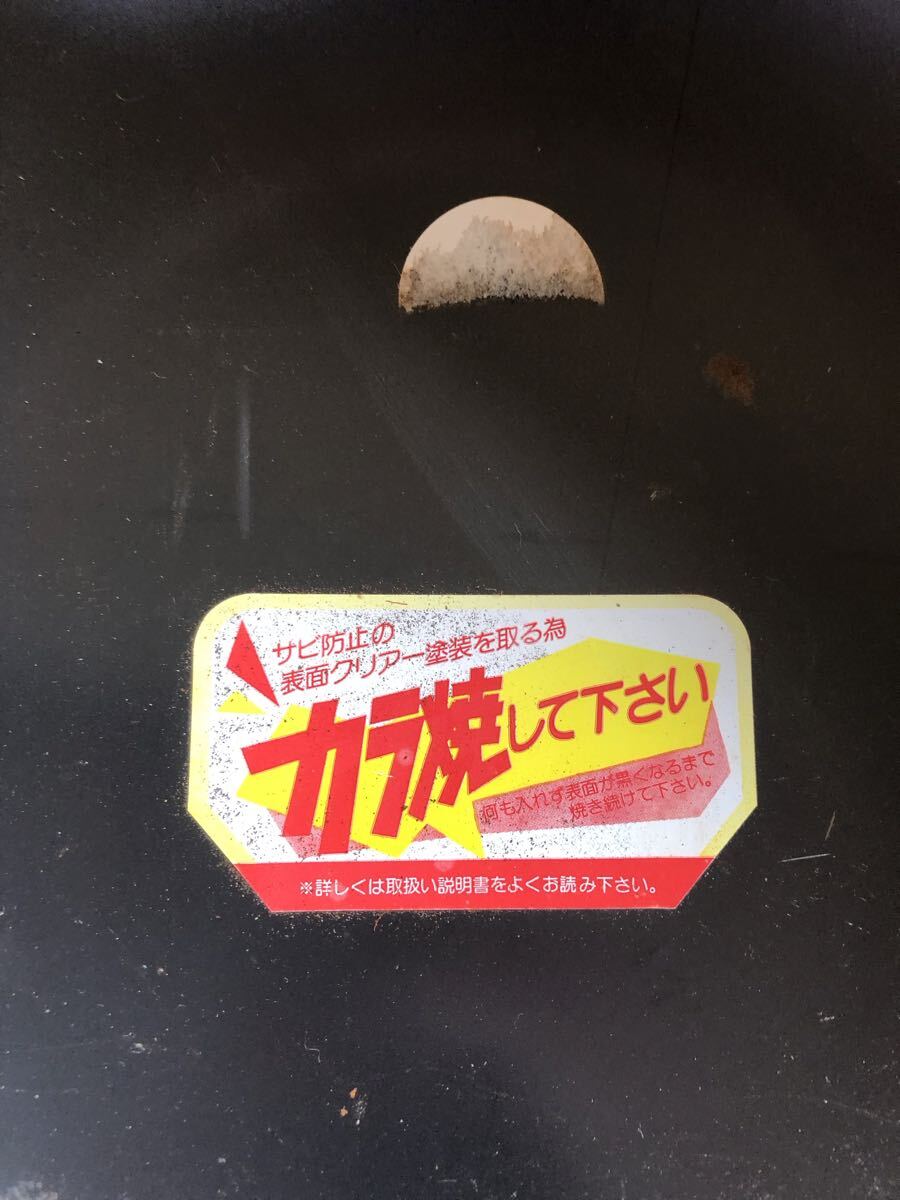 サビ防止の
表面クリアー塗装を取る為
カラ焼して下さい
何も入れず表面が黒くなるまで
焼き続けて下さい。
※詳しくは取扱い説明書をよくお読み下さい。